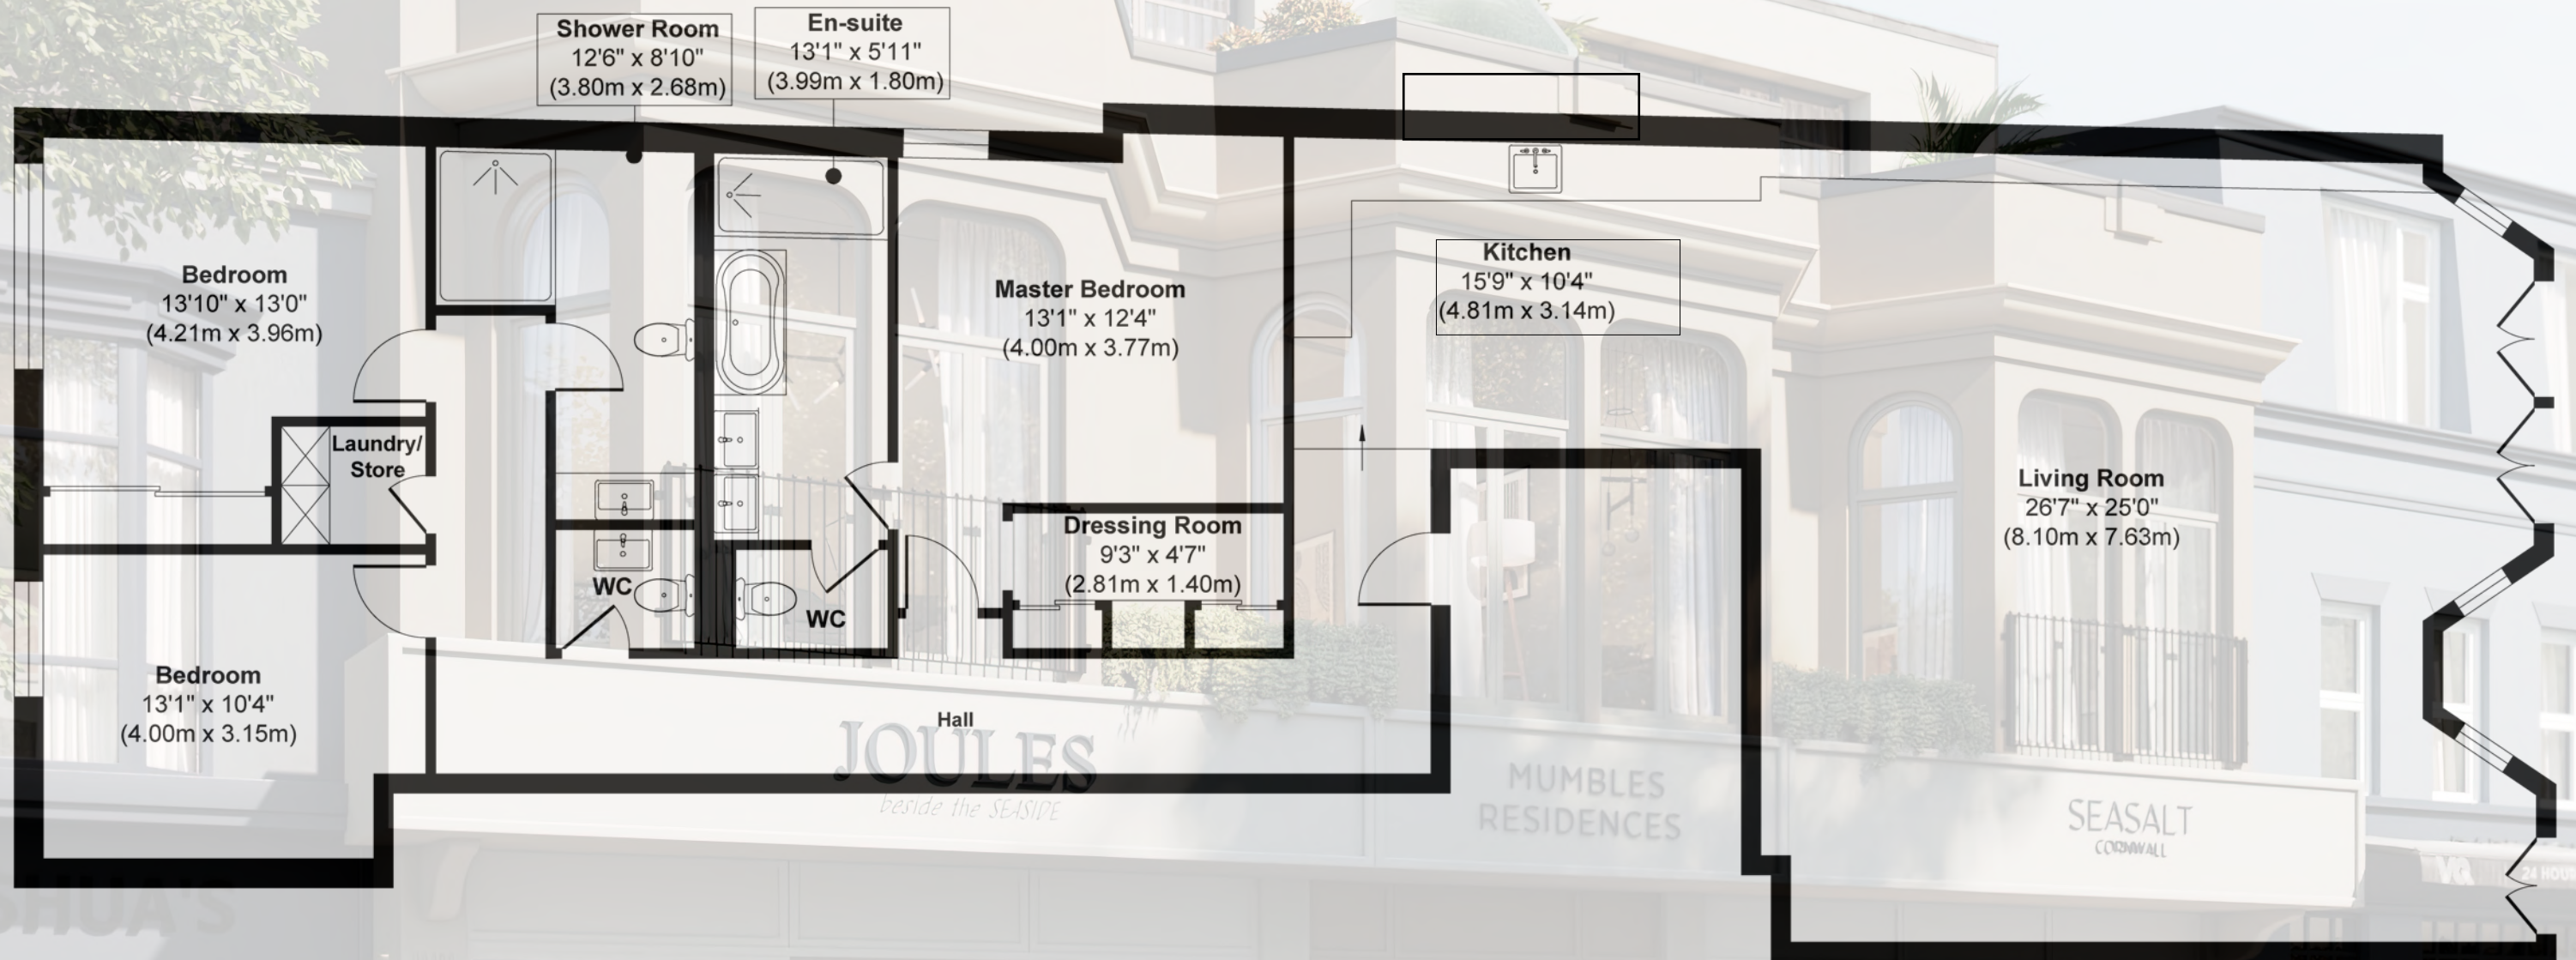 Shower Room
12'6" x 8'10"
(3.80m x 2.68m)
En-suite
13'1" x 5'11"
(3.99m x 1.80m)
Bedroom
13'10" x 13'0"
(4.21m x 3.96m)
Master Bedroom
13'1" x 12'4"
(4.00m x 3.77m)
Kitchen
15'9" x 10'4"
(4.81m x 3.14m)
Laundry/
Store
Living Room
26'7" x 25'0"
(8.10m x 7.63m)
Dressing Room
9'3" x 4'7"
(2.81m x 1.40m)
WC
WC
Bedroom
13'1" x 10'4"
(4.00m x 3.15m)
Hall
JOULES
beside the SEASIDE
MUMBLES
RESIDENCES
SEASALT
CORNWALL
24 HOU
SHUA'S